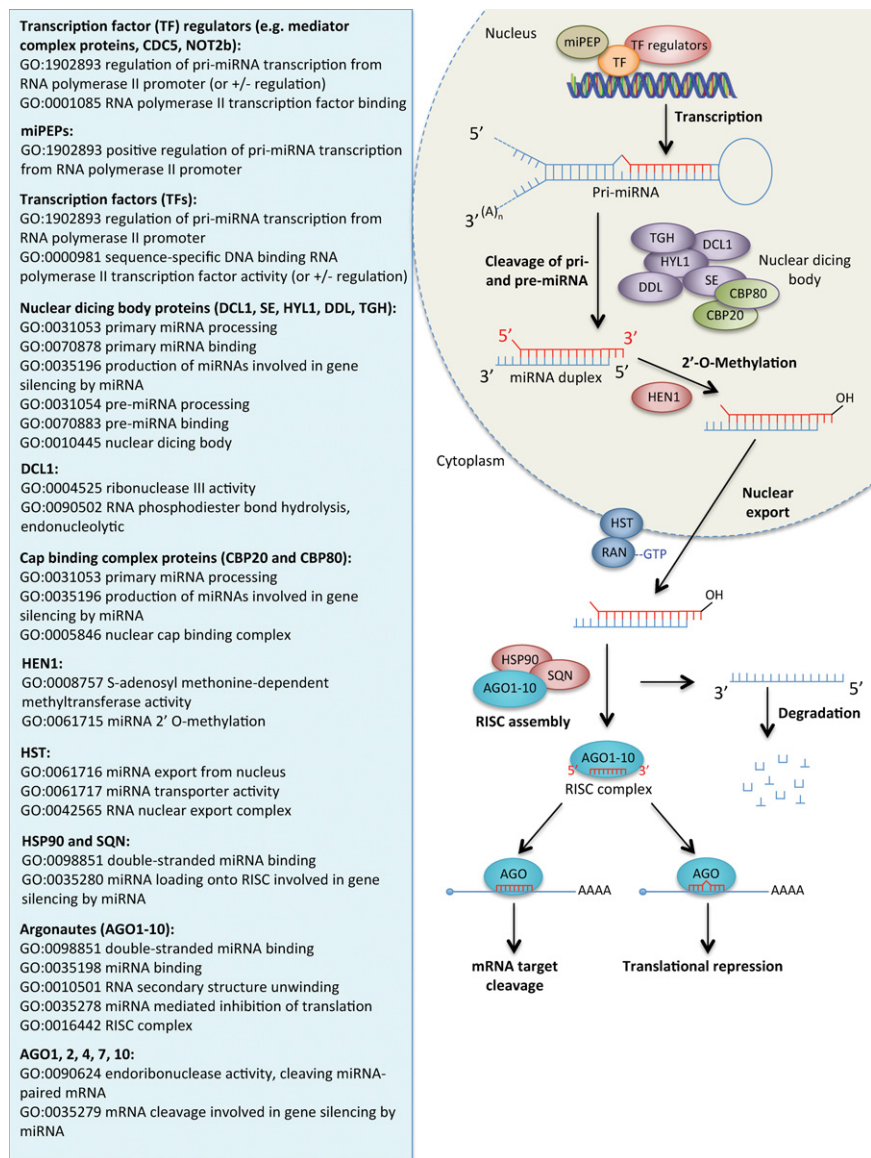 Transcription factor (TF) regulators (e.g. mediator
complex proteins, CDC5, NOT2b):
GO:1902893 regulation of pri-miRNA transcription from
RNA polymerase II promoter (or +/- regulation)
GO:0001085 RNA polymerase II transcription factor binding
miPEPs:
GO:1902893 positive regulation of pri-miRNA transcription
from RNA polymerase II promoter
Transcription factors (TFs):
GO:1902893 regulation of pri-miRNA transcription from
RNA polymerase II promoter
GO:0000981 sequence-specific DNA binding RNA
polymerase II transcription factor activity (or +/- regulation)
Nuclear dicing body proteins (DCL1, SE, HYL1, DDL, TGH):
GO:0031053 primary miRNA processing
GO:0070878 primary miRNA binding
GO:0035196 production of miRNAs involved in gene
silencing by miRNA
GO:0031054 pre-miRNA processing
GO:0070883 pre-miRNA binding
GO:0010445 nuclear dicing body
DCL1:
GO:0004525 ribonuclease III activity
GO:0090502 RNA phosphodiester bond hydrolysis,
endonucleolytic
Cap binding complex proteins (CBP20 and CBP80):
GO:0031053 primary miRNA processing
GO:0035196 production of miRNAs involved in gene
silencing by miRNA
GO:0005846 nuclear cap binding complex
HEN1:
GO:0008757 S-adenosyl methonine-dependent
methyltransferase activity
GO:0061715 miRNA 2' O-methylation
HST:
GO:0061716 miRNA export from nucleus
GO:0061717 miRNA transporter activity
GO:0042565 RNA nuclear export complex
HSP90 and SQN:
GO:0098851 double-stranded miRNA binding
GO:0035280 miRNA loading onto RISC involved in gene
silencing by miRNA
Argonautes (AGO1-10):
GO:0098851 double-stranded miRNA binding
GO:0035198 miRNA binding
GO:0010501 RNA secondary structure unwinding
GO:0035278 miRNA mediated inhibition of translation
GO:0016442 RISC complex
AGO1, 2, 4, 7, 10:
GO:0090624 endoribonuclease activity, cleaving miRNA-
paired mRNA
GO:0035279 mRNA cleavage involved in gene silencing by
miRNA
Nucleus
miPEP
TF regulators
TF
Transcription
5'
Pri-miRNA
3' (A)n
Cleavage of pri-
and pre-miRNA
TGH
DCL1
HYL1
DDL
SE
CBP80
CBP20
Nuclear dicing
body
5'
3'
3'
5'
miRNA duplex
2'-O-Methylation
HEN1
OH
Cytoplasm
Nuclear
export
HST
RAN
--GTP
OH
HSP90
SQN
AGO1-10
RISC assembly
3'
5'
Degradation
AGO1-10
5'
3'
RISC complex
AGO
AAAA
AGO
AAAA
mRNA target
cleavage
Translational repression